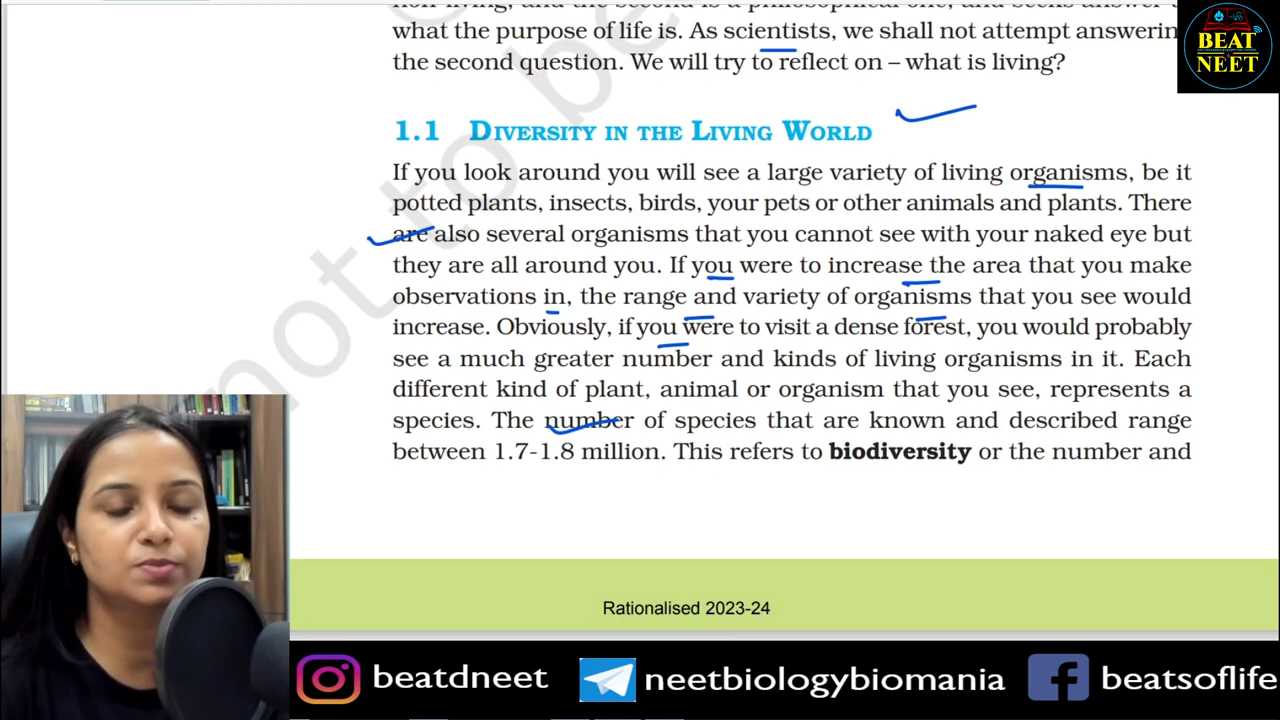 what the purpose of life is. As scientists, we shall not attempt answerin
the second question. We will try to reflect on – what is living?
BEAT
NEET
1.1 DIVERSITY IN THE LIVING WORLD
If you look around you will see a large variety of living organisms, be it
potted plants, insects, birds, your pets or other animals and plants. There
are also several organisms that you cannot see with your naked eye but
they are all around you. If you were to increase the area that you make
observations in, the range and variety of organisms that you see would
increase. Obviously, if you were to visit a dense forest, you would probably
see a much greater number and kinds of living organisms in it. Each
different kind of plant, animal or organism that you see, represents a
species. The number of species that are known and described range
between 1.7-1.8 million. This refers to biodiversity or the number and
not to be
Rationalised 2023-24
beatdneet
neetbiologybiomania
beatsoflife